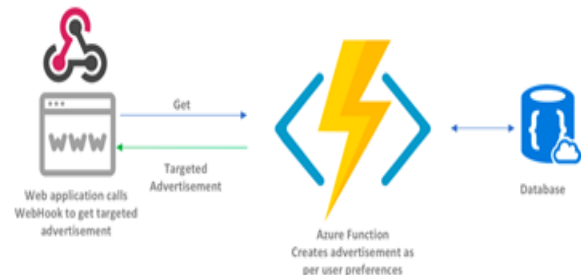 Get
WWW
Targeted
Advertisement
Web application calls
WebHook to get targeted
advertisement
Azure Function
Creates advertisement as
per user preferences
{ }
Database